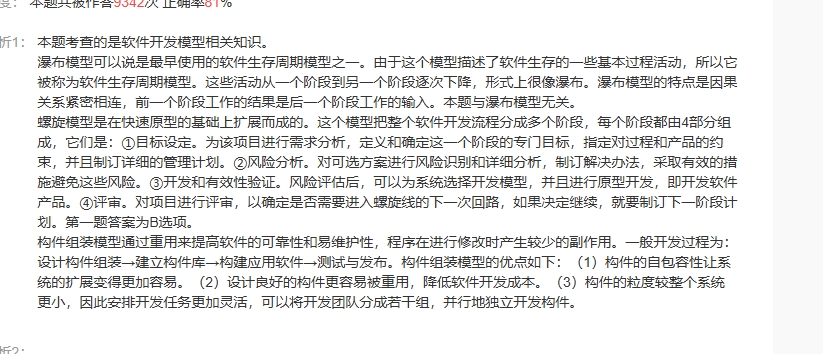 度： 本题共被作答9342次 正确率81%
析1： 本题考查的是软件开发模型相关知识。
瀑布模型可以说是最早使用的软件生存周期模型之一。由于这个模型描述了软件生存的一些基本过程活动，所以它
被称为软件生存周期模型。这些活动从一个阶段到另一个阶段逐次下降，形式上很像瀑布。瀑布模型的特点是因果
关系紧密相连，前一个阶段工作的结果是后一个阶段工作的输入。本题与瀑布模型无关。
螺旋模型是在快速原型的基础上扩展而成的。这个模型把整个软件开发流程分成多个阶段，每个阶段都由4部分组
成，它们是：①目标设定。为该项目进行需求分析，定义和确定这一个阶段的专门目标，指定对过程和产品的约
束，并且制订详细的管理计划。②风险分析。对可选方案进行风险识别和详细分析，制订解决办法，采取有效的措
施避免这些风险。③开发和有效性验证。风险评估后，可以为系统选择开发模型，并且进行原型开发，即开发软件
产品。④评审。对项目进行评审，以确定是否需要进入螺旋线的下一次回路，如果决定继续，就要制订下一阶段计
划。第一题答案为B选项。
构件组装模型通过重用来提高软件的可靠性和易维护性，程序在进行修改时产生较少的副作用。一般开发过程为：
设计构件组装→建立构件库→构建应用软件→测试与发布。构件组装模型的优点如下：（1）构件的自包容性让系
统的扩展变得更加容易。（2）设计良好的构件更容易被重用，降低软件开发成本。（3）构件的粒度较整个系统
更小，因此安排开发任务更加灵活，可以将开发团队分成若干组，并行地独立开发构件。
析2：